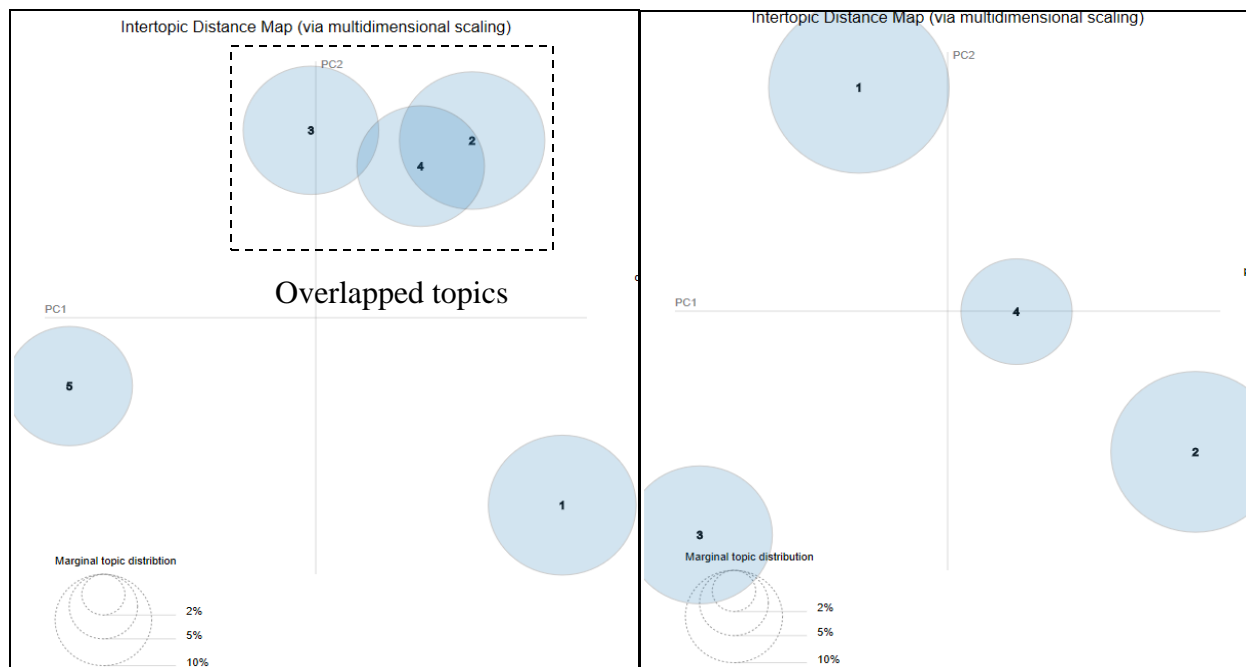 Intertopic Distance Map (via multidimensional scaling)
PC2
3
2
4
Overlapped topics
PC1
5
1
Marginal topic distribtion
2%
5%
10%
Intertopic Distance Map (via multidimensional scaling)
PC2
1
PC1
4
2
3
Marginal topic distribution
2%
5%
10%